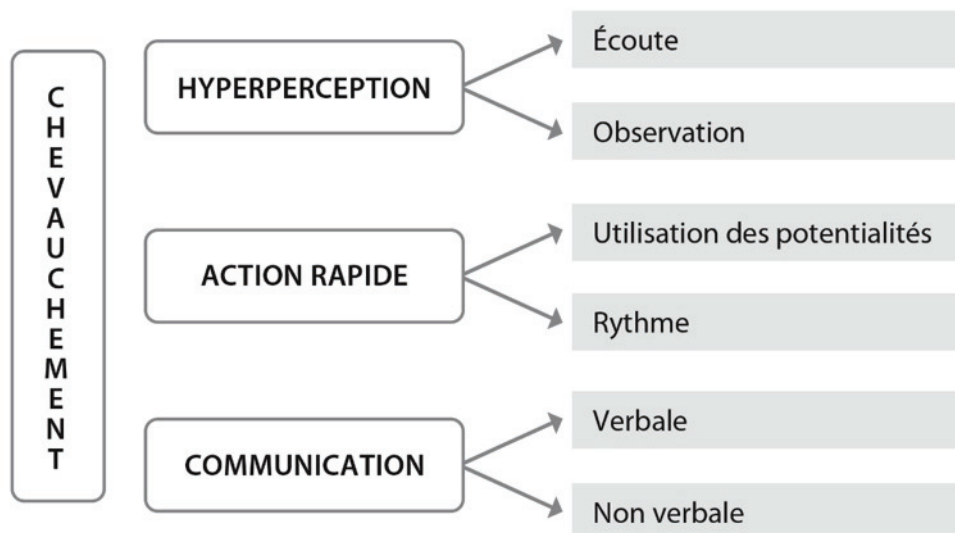 CHEVAUCHEMENT
HYPERPERCEPTION
Écoute
Observation
ACTION RAPIDE
Utilisation des potentialités
Rythme
COMMUNICATION
Verbale
Non verbale